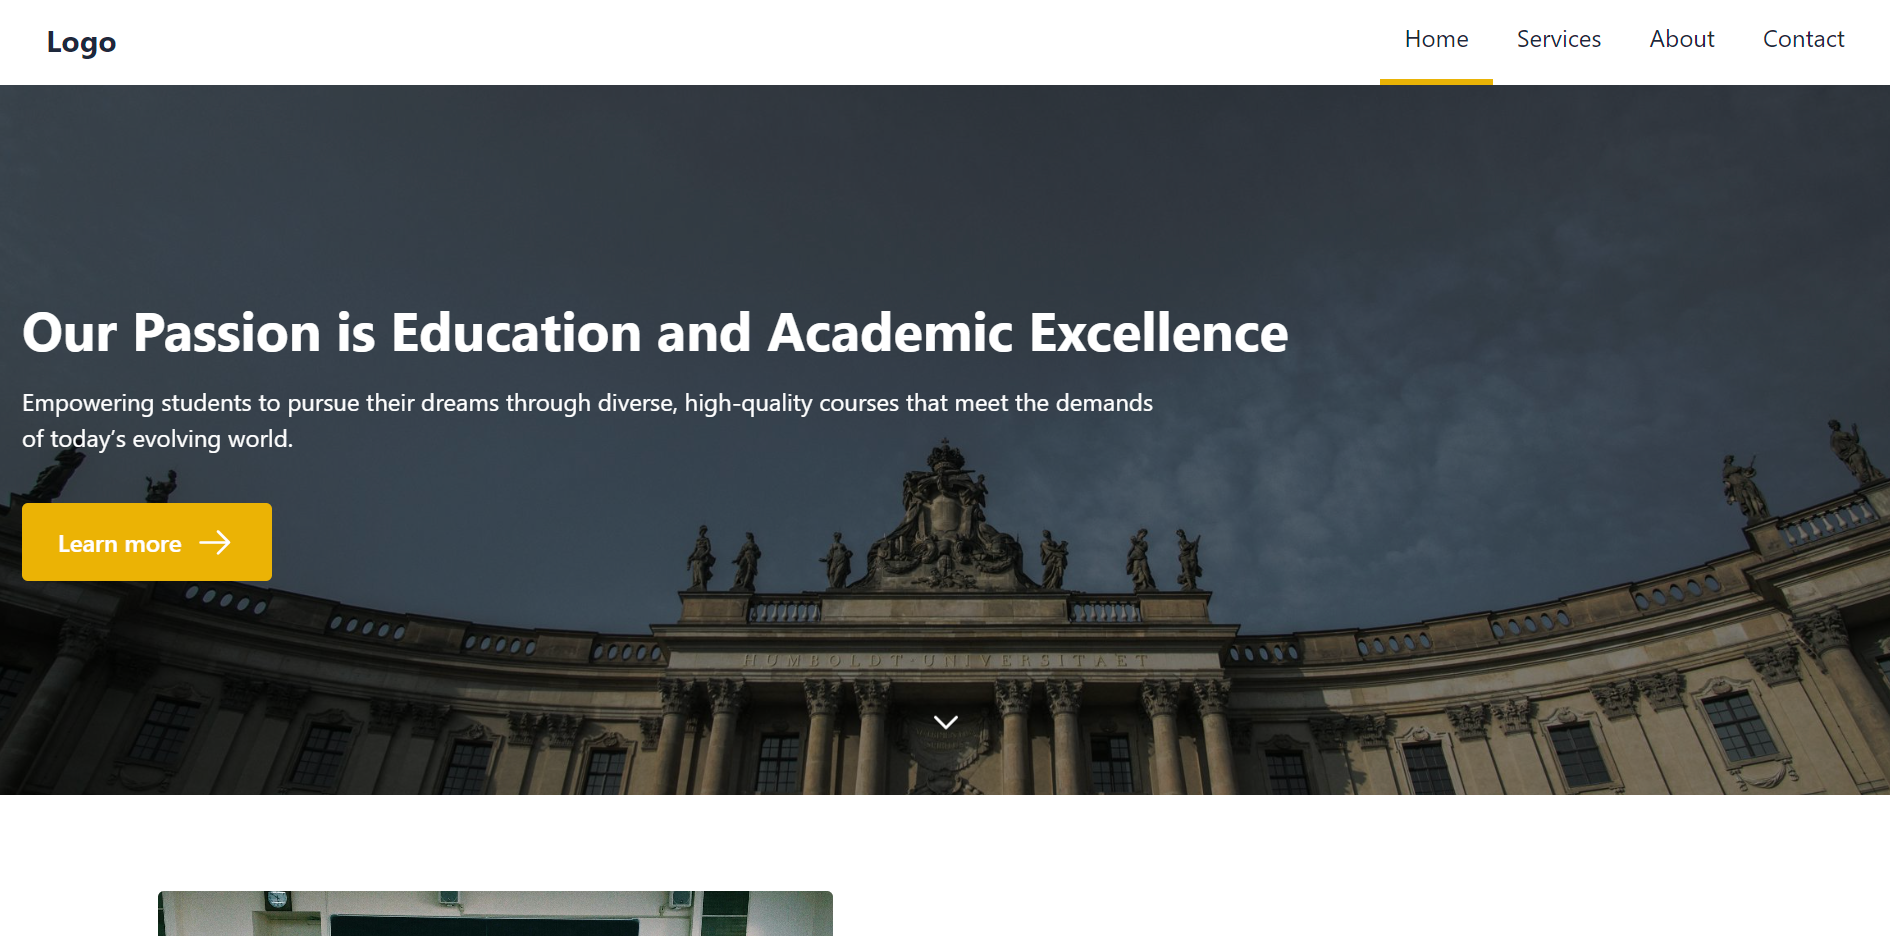 Logo
Home Services About Contact
Our Passion is Education and Academic Excellence
Empowering students to pursue their dreams through diverse, high-quality courses that meet the demands
of today’s evolving world.
Learn more
HUMBOLDT·UNIVERSITAET